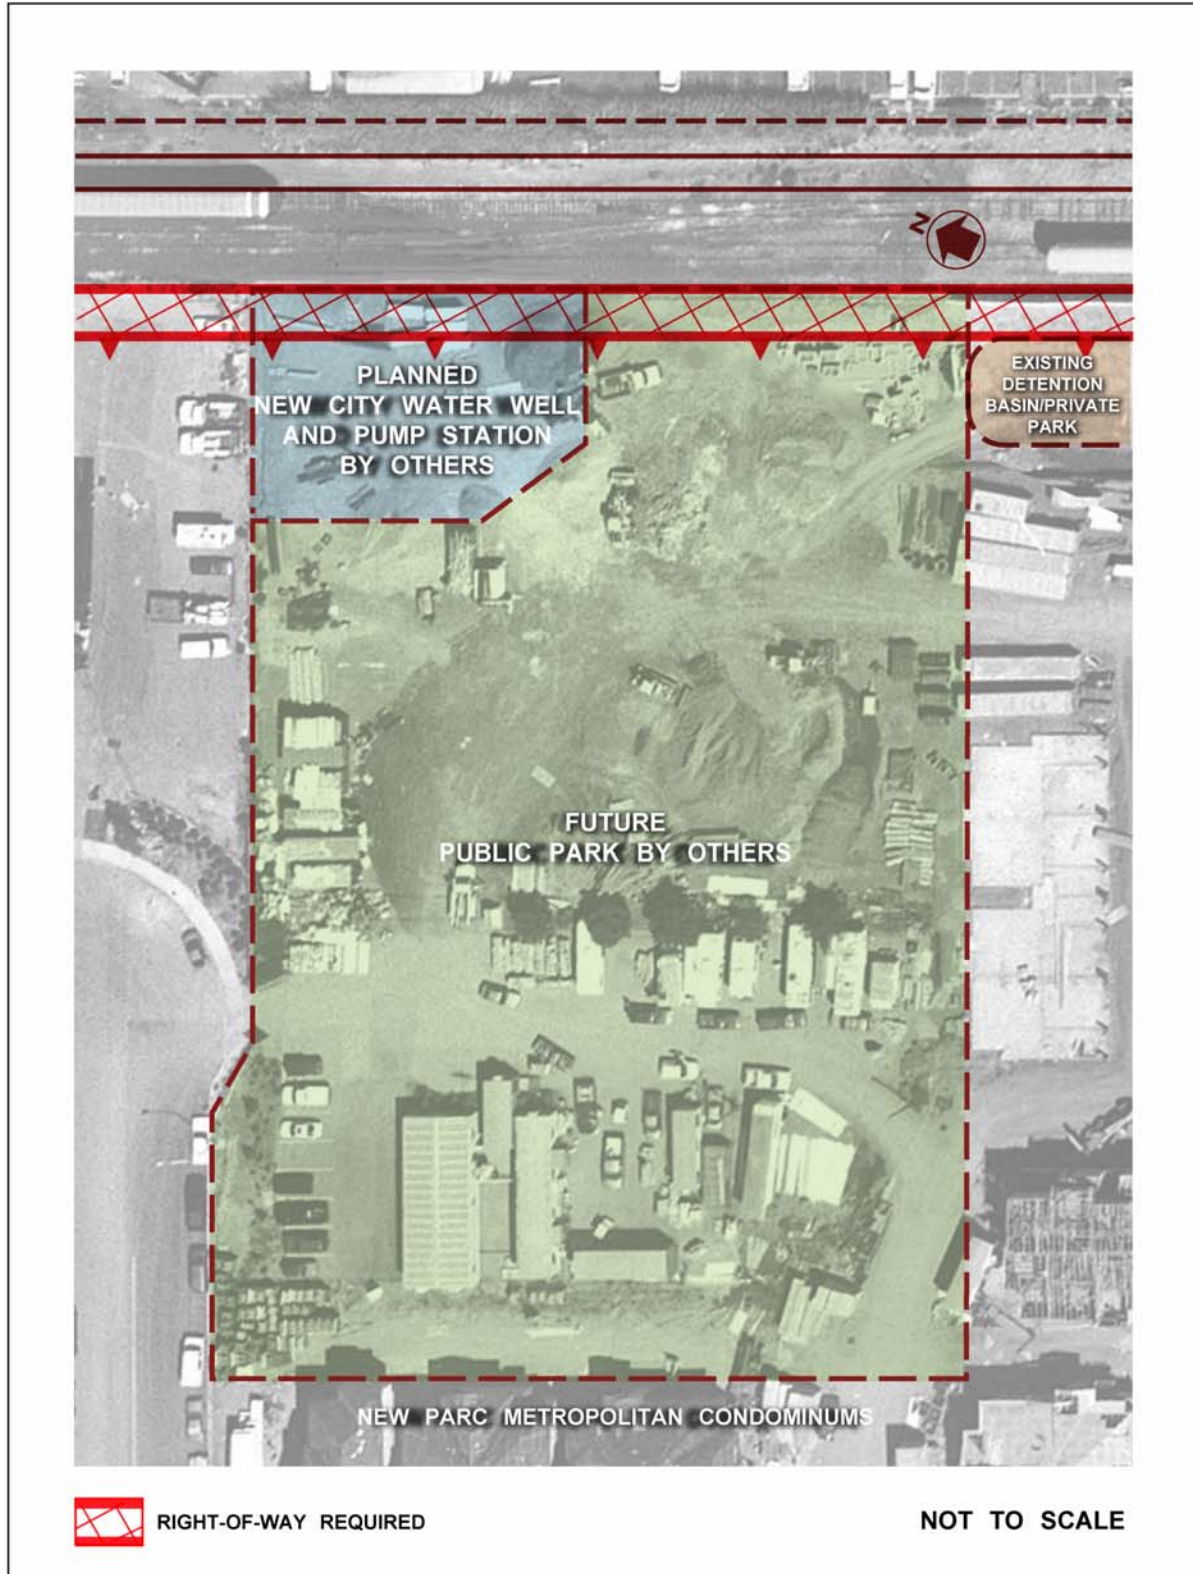 N
PLANNED
NEW CITY WATER WELL
AND PUMP STATION
BY OTHERS
EXISTING
DETENTION
BASIN/PRIVATE
PARK
FUTURE
PUBLIC PARK BY OTHERS
NEW PARC METROPOLITAN CONDOMINUMS
RIGHT-OF-WAY REQUIRED
NOT TO SCALE